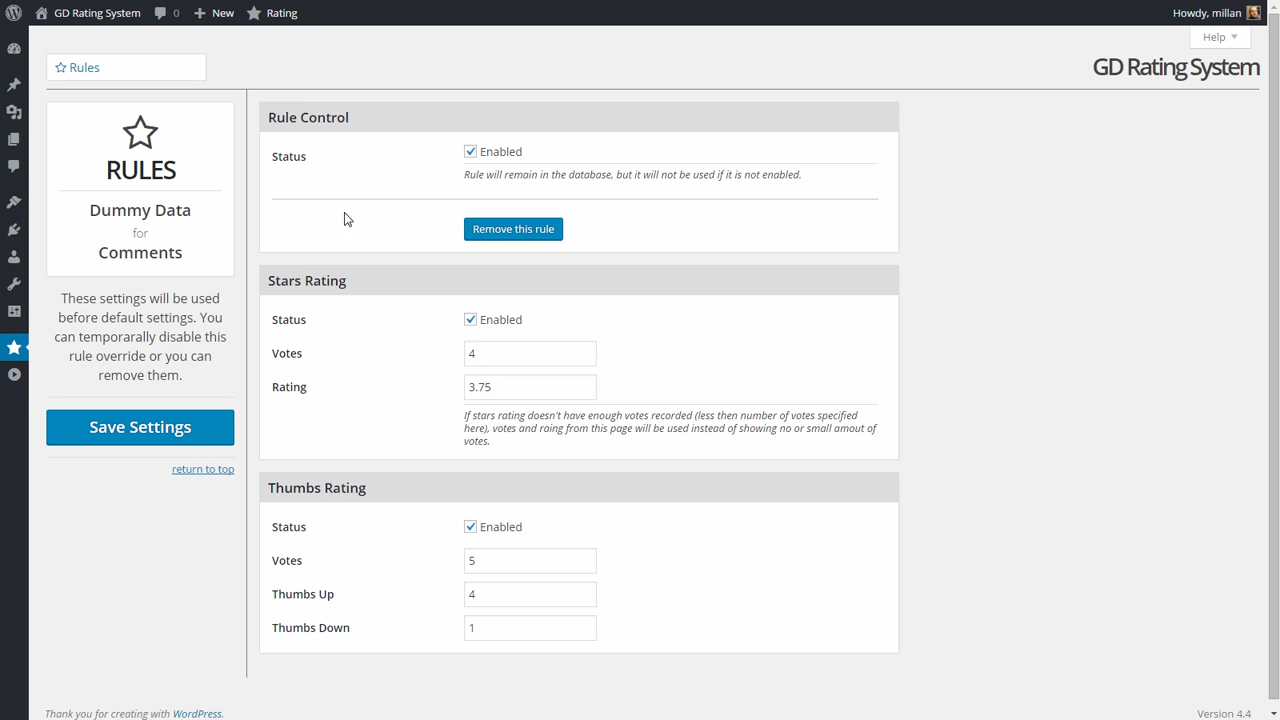 GD Rating System
0
New
Rating
Howdy, millan
Help
Rules
GD Rating System
RULES
Dummy Data
for
Comments
These settings will be used
before default settings. You
can temporarally disable this
rule override or you can
remove them.
Save Settings
return to top
Rule Control
Status
Enabled
Rule will remain in the database, but it will not be used if it is not enabled.
Remove this rule
Stars Rating
Status
Enabled
Votes
4
Rating
3.75
If stars rating doesn't have enough votes recorded (less then number of votes specified
here), votes and raing from this page will be used instead of showing no or small amout of
votes.
Thumbs Rating
Status
Enabled
Votes
5
Thumbs Up
4
Thumbs Down
1
Thank you for creating with WordPress.
Version 4.4